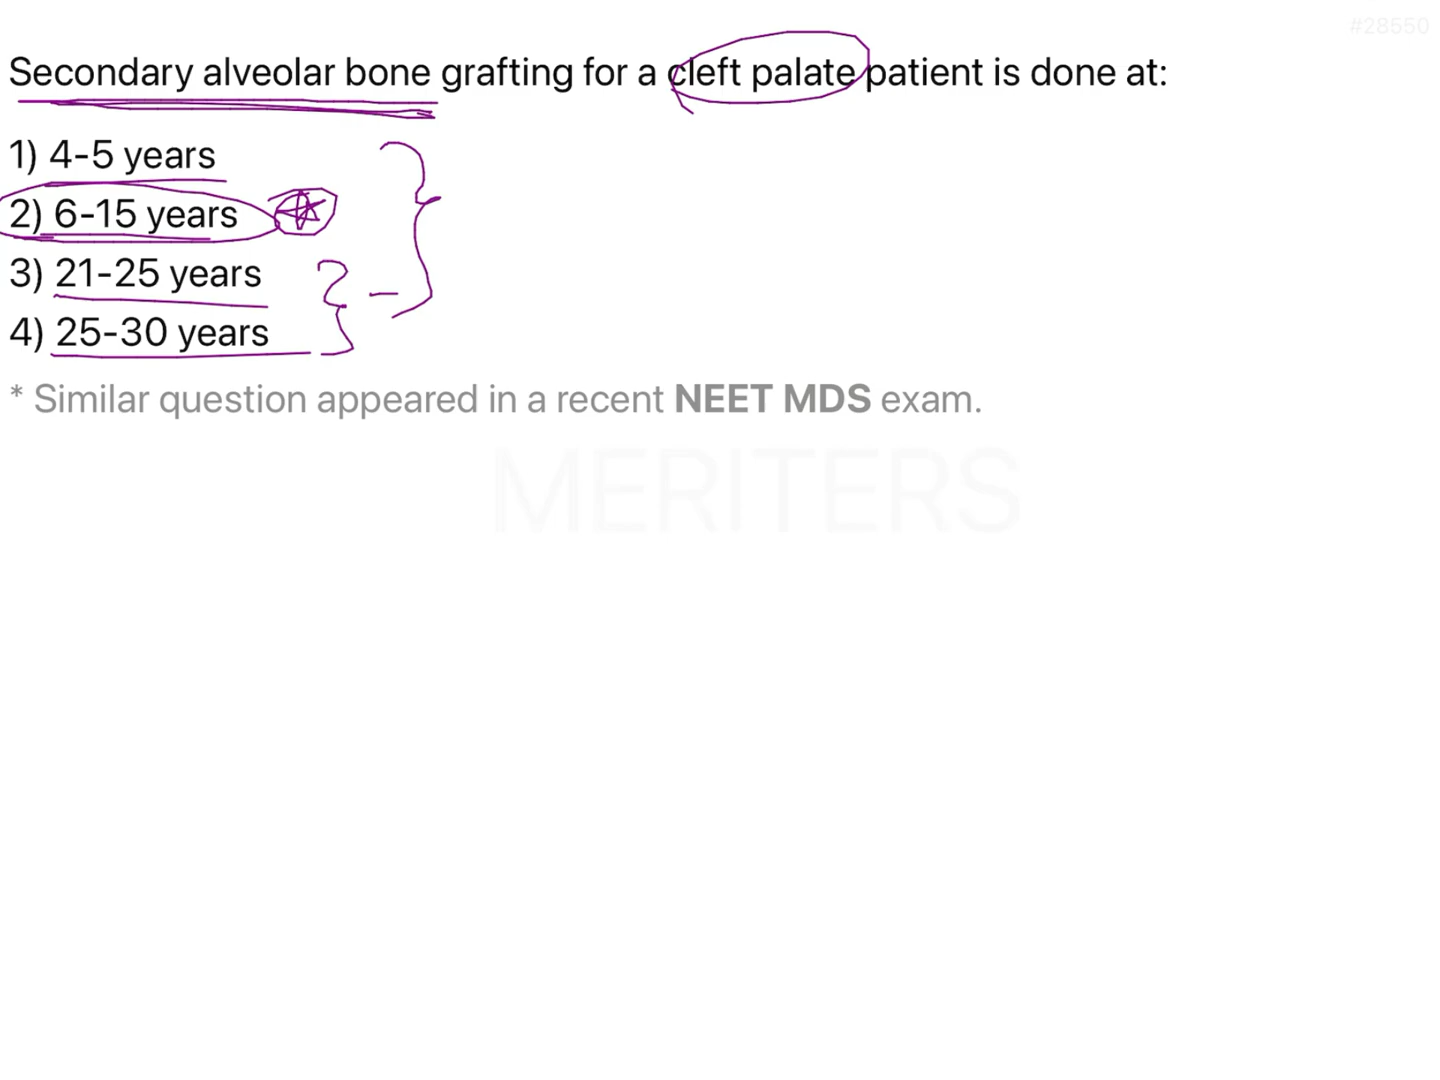 #28550
Secondary alveolar bone grafting for a cleft palate patient is done at:
1) 4-5 years
2) 6-15 years
3) 21-25 years
4) 25-30 years
* Similar question appeared in a recent NEET MDS exam.
MERITERS